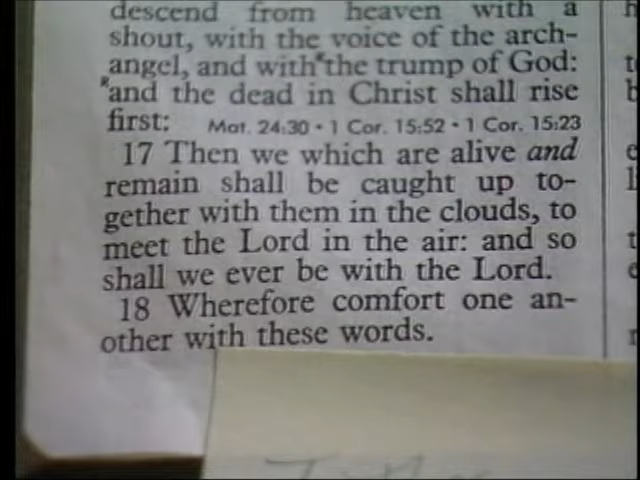 descend from heaven with a
shout, with the voice of the arch-
angel, and with *the trump of God:
*and the dead in Christ shall rise
first: Mat. 24:30 • 1 Cor. 15:52 • 1 Cor. 15:23
17 Then we which are alive and
remain shall be caught up to-
gether with them in the clouds, to
meet the Lord in the air: and so
shall we ever be with the Lord.
18 Wherefore comfort one an-
other with these words.